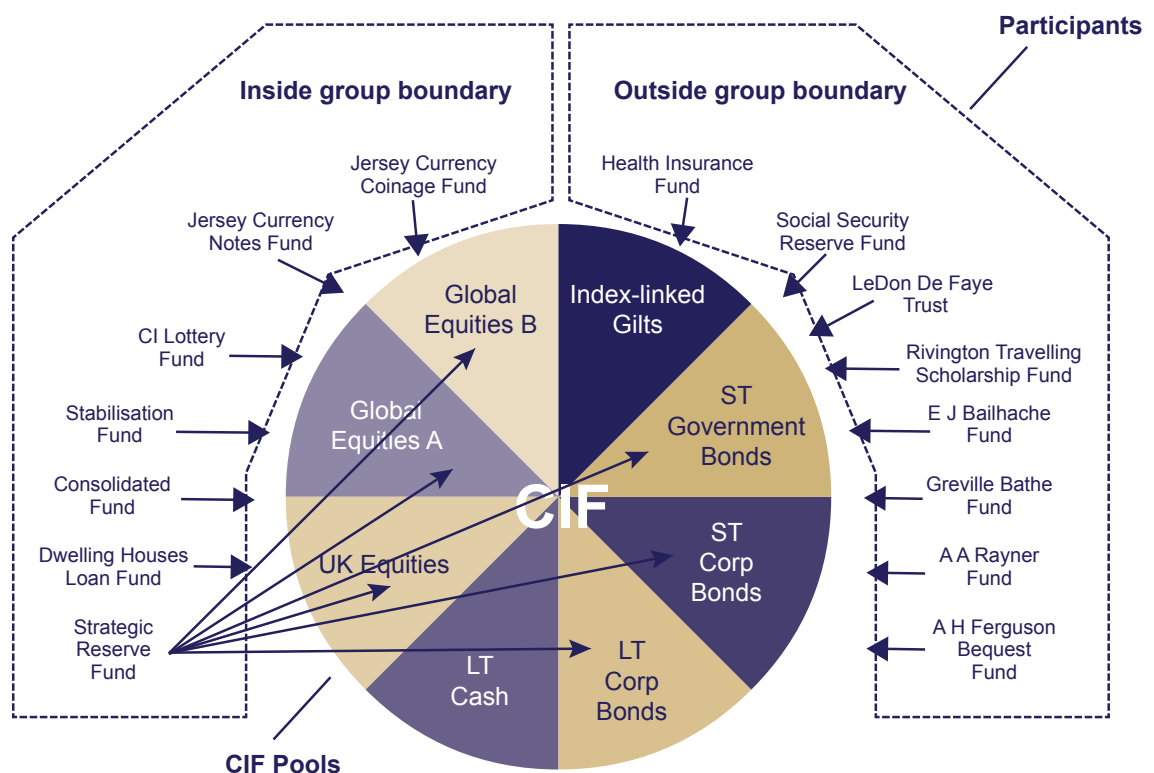 Participants
Inside group boundary
Outside group boundary
Jersey Currency
Coinage Fund
Jersey Currency
Notes Fund
CI Lottery
Fund
Stabilisation
Fund
Consolidated
Fund
Dwelling Houses
Loan Fund
Strategic
Reserve
Fund
Health Insurance
Fund
Social Security
Reserve Fund
LeDon De Faye
Trust
Rivington Travelling
Scholarship Fund
E J Bailhache
Fund
Greville Bathe
Fund
A A Rayner
Fund
A H Ferguson
Bequest
Fund
Global
Equities B
Index-linked
Gilts
Global
Equities A
ST
Government
Bonds
CIF
UK Equities
ST
Corp
Bonds
LT
Cash
LT
Corp
Bonds
CIF Pools